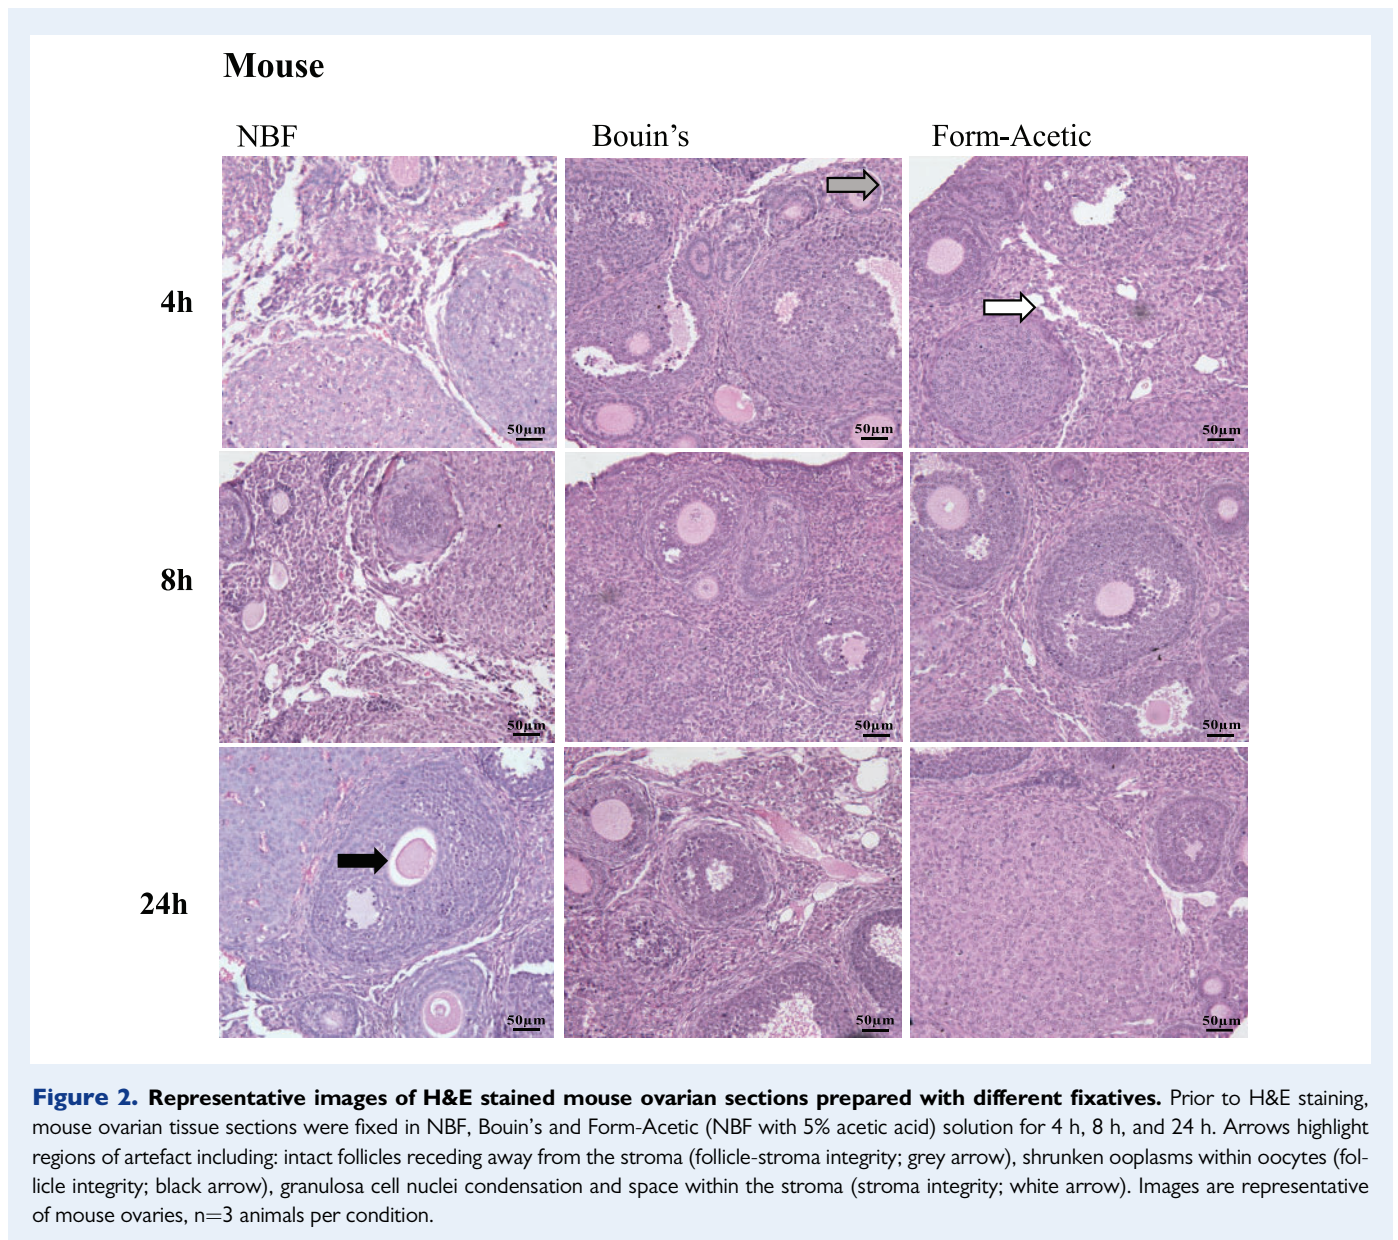 Mouse
NBF Bouin's Form-Acetic
4h
50µm 50µm 50µm
8h
50µm 50µm 50µm
24h
50µm 50µm 50µm
Figure 2. Representative images of H&E stained mouse ovarian sections prepared with different fixatives. Prior to H&E staining,
mouse ovarian tissue sections were fixed in NBF, Bouin's and Form-Acetic (NBF with 5% acetic acid) solution for 4 h, 8 h, and 24 h. Arrows highlight
regions of artefact including: intact follicles receding away from the stroma (follicle-stroma integrity; grey arrow), shrunken ooplasms within oocytes (fol-
licle integrity; black arrow), granulosa cell nuclei condensation and space within the stroma (stroma integrity; white arrow). Images are representative
of mouse ovaries, n=3 animals per condition.